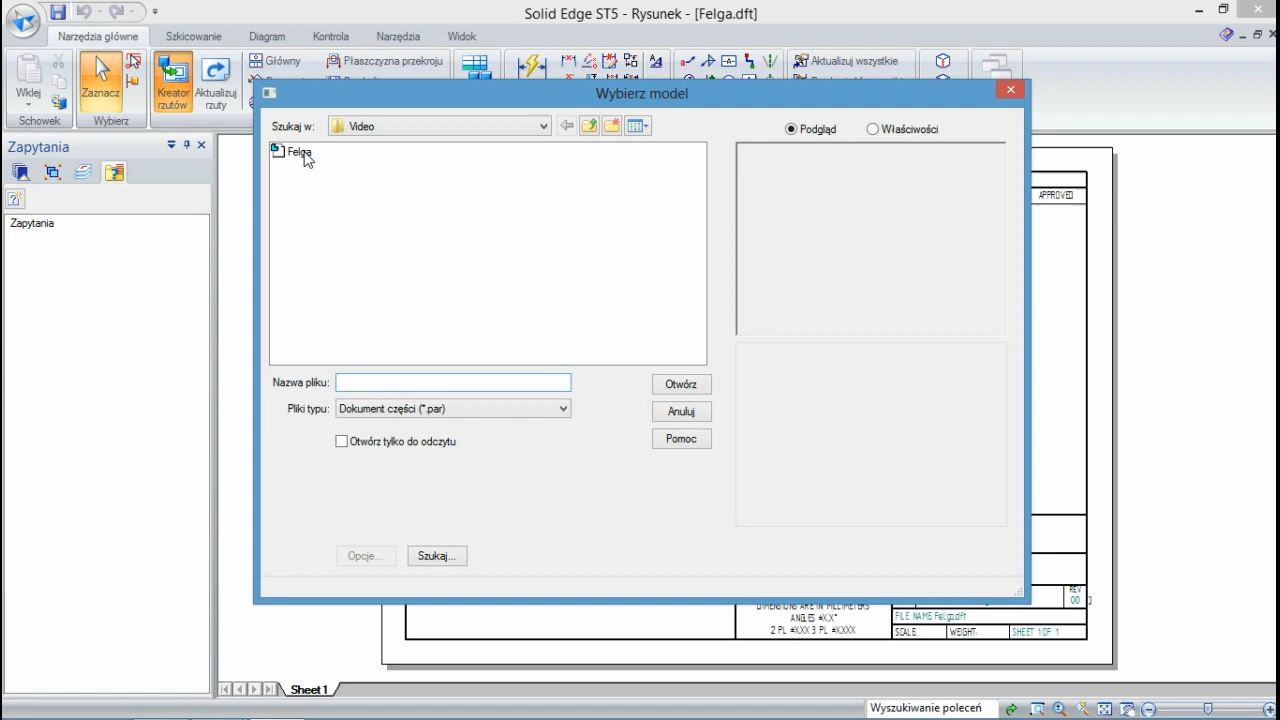 Solid Edge ST5 - Rysunek - [Felga.dft]
Narzędzia główne
Szkicowanie
Diagram
Kontrola
Narzędzia
Widok
Wklej
Zaznacz
Kreator rzutów
Aktualizuj rzuty
Główny
Płaszczyzna przekroju
Aktualizuj wszystkie
Schowek
Wybierz
Wybierz model
Zapytania
Szukaj w:
Video
Podgląd
Właściwości
Felga
APPROVED
Zapytania
Nazwa pliku:
Otwórz
Pliki typu:
Dokument części (*.par)
Anuluj
Otwórz tylko do odczytu
Pomoc
Opcje...
Szukaj...
REV
00
DIMENSIONS ARE IN MILLIMETERS
ANGLES ±X.X°
2 PL ±X.XX 3 PL ±X.XXX
FILE NAME: Felga.dft
SCALE:
WEIGHT:
SHEET 1 OF 1
Sheet1
Wyszukiwanie poleceń